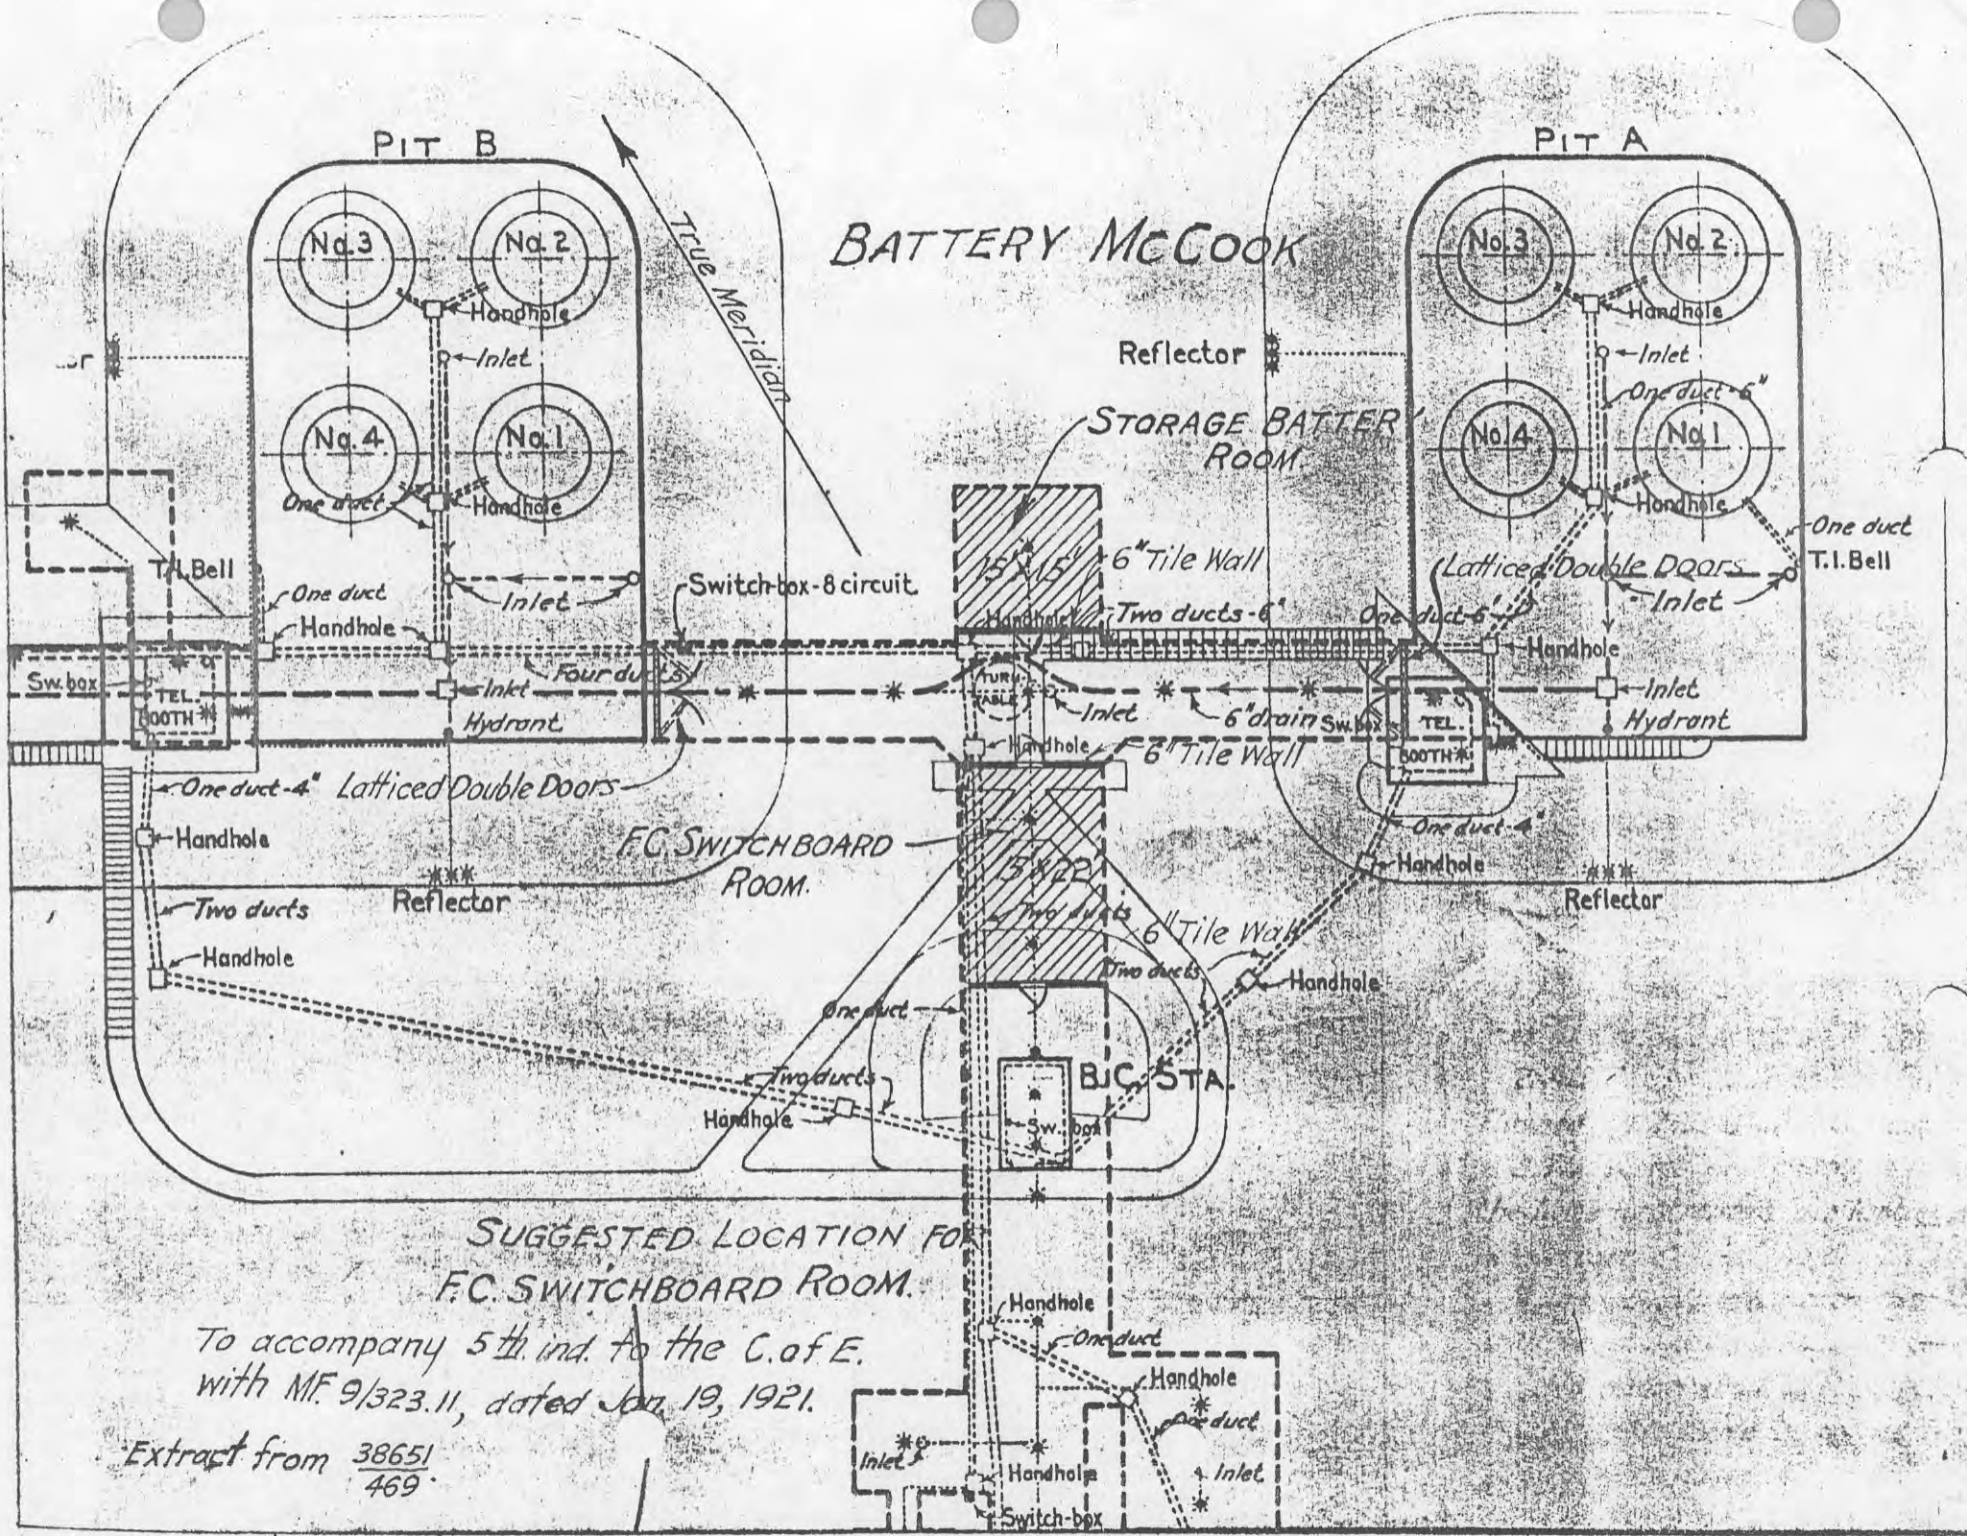 PIT B
PIT A
BATTERY McCOOK
True Meridian
No. 3
No. 2
No. 4
No. 1
Handhole
Inlet
One duct
Handhole
T.I. Bell
One duct
Handhole
Inlet
Switch-box-8 circuit
Sw. box
TEL.
BOOTH
Four ducts
Inlet
Hydrant
One duct-4"
Latticed Double Doors
Handhole
Two ducts
Reflector
Handhole
No. 3
No. 2
No. 4
No. 1
Handhole
Reflector
Inlet
One duct-6"
STORAGE BATTERY
ROOM.
Handhole
One duct
T.I. Bell
15' X 15'
6" Tile Wall
Latticed Double Doors
Inlet
Handhole
Two ducts-6"
One duct-6"
Handhole
TURN
TABLE
Inlet
6" drain
Sw. box
TEL.
BOOTH
Inlet
Hydrant
Handhole
6" Tile Wall
F.C. SWITCHBOARD
ROOM.
15 X 22
One duct-4"
Handhole
Reflector
Two ducts
6" Tile Wall
Two ducts
Handhole
One duct
Two ducts
Handhole
B.C. STA.
Sw. box
SUGGESTED LOCATION FOR
F.C. SWITCHBOARD ROOM.
To accompany 5th. ind. to the C. of E.
with MF. 9/323.11, dated Jan. 19, 1921.
Extract from 38651
469
Handhole
One duct
Handhole
One duct
Inlet
Handhole
Inlet
Switch-box